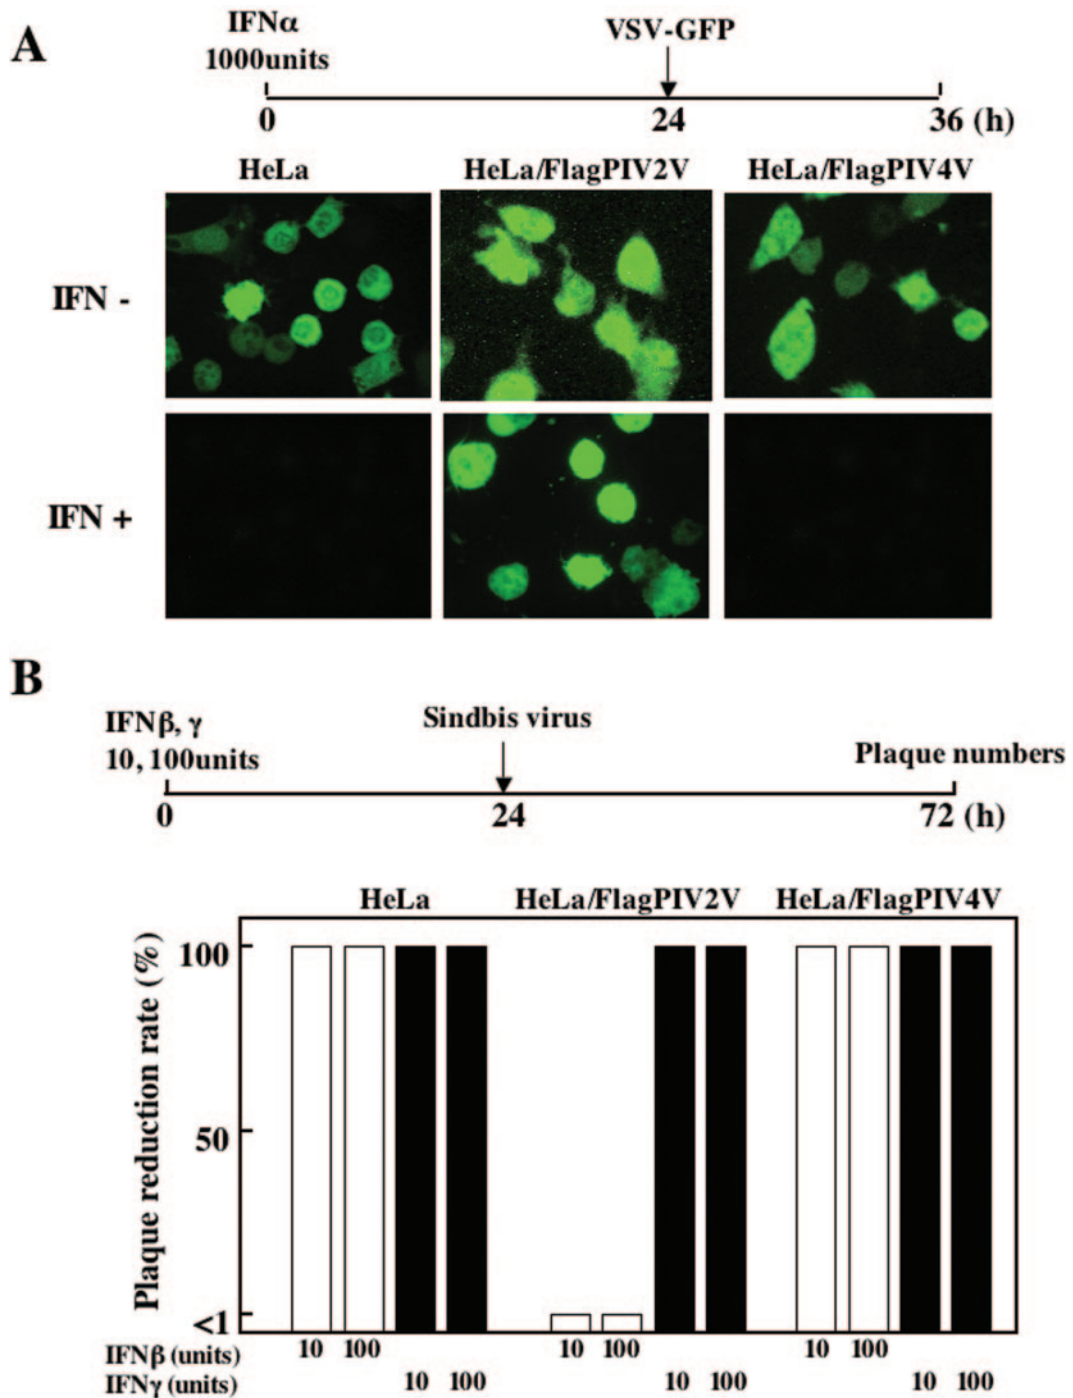 A
IFNα
1000units
VSV-GFP
0
24
36 (h)
HeLa
HeLa/FlagPIV2V
HeLa/FlagPIV4V
IFN -
IFN +
B
IFNβ, γ
10, 100units
Sindbis virus
Plaque numbers
0
24
72 (h)
HeLa
HeLa/FlagPIV2V
HeLa/FlagPIV4V
Plaque reduction rate (%)
100
50
<1
IFNβ (units)
10 100
10 100
10 100
IFNγ (units)
10 100
10 100
10 100